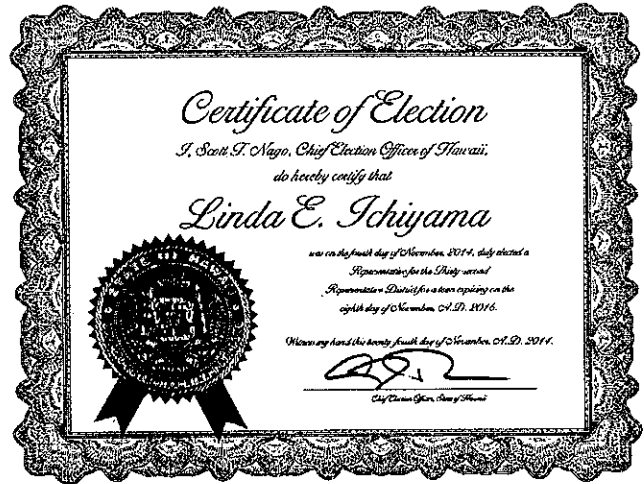 Certificate of Election
I, Scott T. Nago, Chief Election Officer of Hawaii,
do hereby certify that
Linda E. Ichiyama
was on the fourth day of November, 2014, duly elected a
Representative for the Thirty-second
Representative District for a term expiring on the
eighth day of November, A.D. 2016.
Witness my hand this twenty fourth day of November, A.D. 2014.
Chief Election Officer, State of Hawaii
STATE OF HAWAII